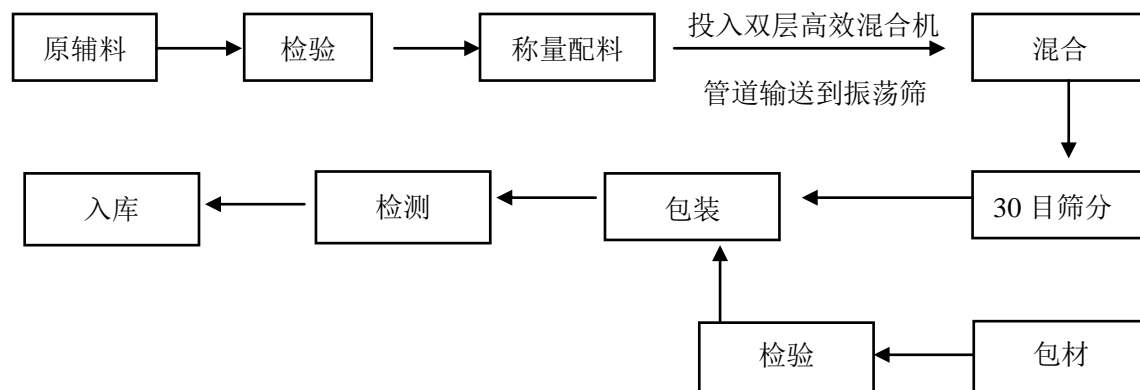 原辅料
检验
称量配料
投入双层高效混合机
管道输送到振荡筛
混合
30 目筛分
包装
检测
入库
检验
包材